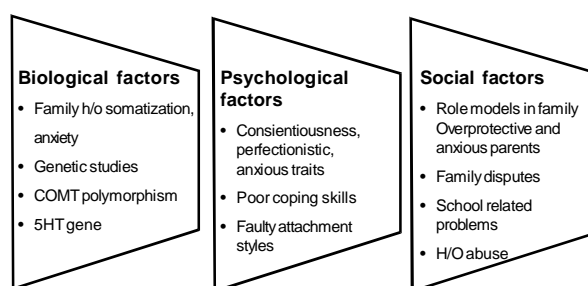 Biological factors
• Family h/o somatization,
anxiety
• Genetic studies
• COMT polymorphism
• 5HT gene
Psychological
factors
• Consientiousness,
perfectionistic,
anxious traits
• Poor coping skills
• Faulty attachment
styles
Social factors
• Role models in family
Overprotective and
anxious parents
• Family disputes
• School related
problems
• H/O abuse